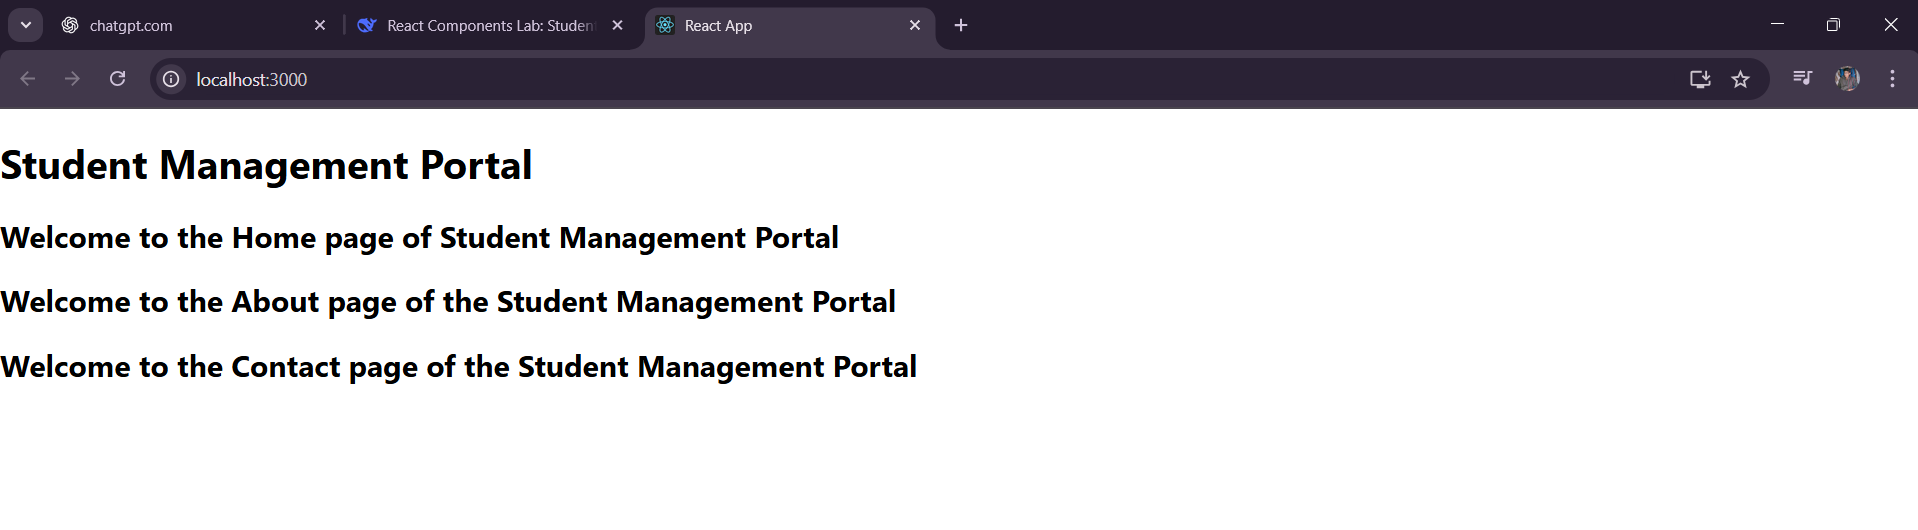 chatgpt.com
React Components Lab: Studen
React App
localhost:3000
Student Management Portal
Welcome to the Home page of Student Management Portal
Welcome to the About page of the Student Management Portal
Welcome to the Contact page of the Student Management Portal